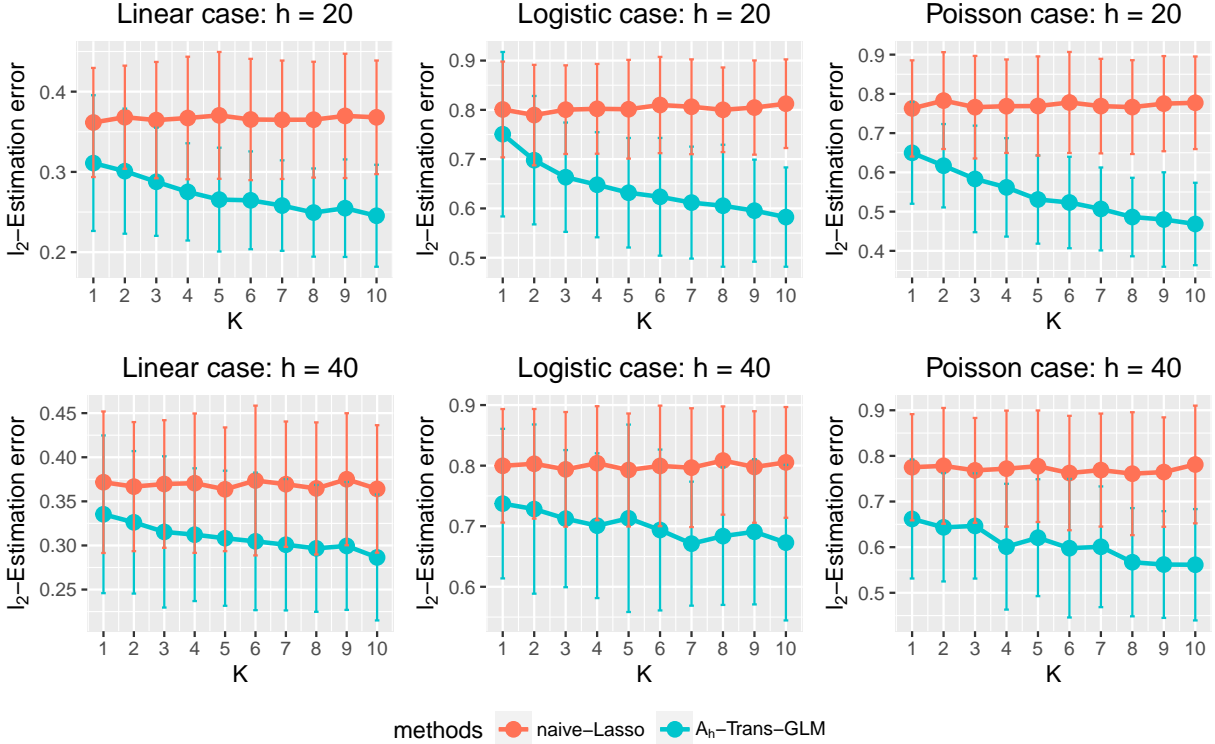 Linear case: h = 20
Logistic case: h = 20
Poisson case: h = 20
l₂−Estimation error
0.4
0.3
0.2
1 2 3 4 5 6 7 8 9 10
K
l₂−Estimation error
0.9
0.8
0.7
0.6
0.5
1 2 3 4 5 6 7 8 9 10
K
l₂−Estimation error
0.9
0.8
0.7
0.6
0.5
0.4
1 2 3 4 5 6 7 8 9 10
K
Linear case: h = 40
Logistic case: h = 40
Poisson case: h = 40
l₂−Estimation error
0.45
0.40
0.35
0.30
0.25
1 2 3 4 5 6 7 8 9 10
K
l₂−Estimation error
0.9
0.8
0.7
0.6
1 2 3 4 5 6 7 8 9 10
K
l₂−Estimation error
0.9
0.8
0.7
0.6
0.5
1 2 3 4 5 6 7 8 9 10
K
methods naive−Lasso Aₕ−Trans−GLM